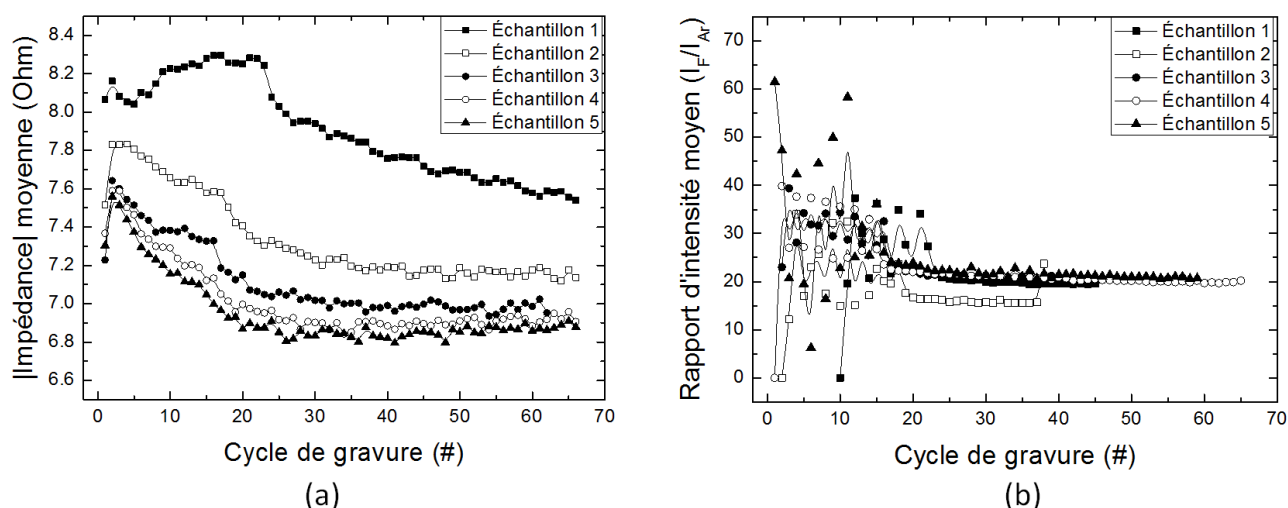 |Impédance| moyenne (Ohm)
8.4
8.2
8.0
7.8
7.6
7.4
7.2
7.0
6.8
6.6
0 10 20 30 40 50 60 70
Cycle de gravure (#)
Échantillon 1
Échantillon 2
Échantillon 3
Échantillon 4
Échantillon 5
(a)
Rapport d'intensité moyen (I_F/I_Ar)
70
60
50
40
30
20
10
0
0 10 20 30 40 50 60 70
Cycle de gravure (#)
Échantillon 1
Échantillon 2
Échantillon 3
Échantillon 4
Échantillon 5
(b)